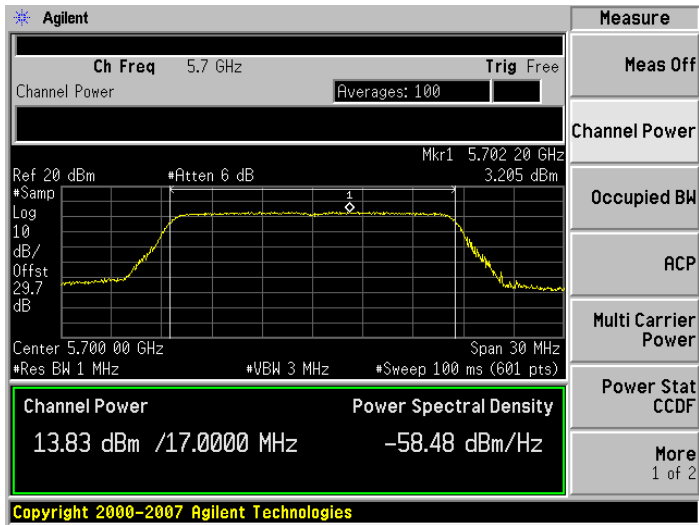 Agilent
Measure
Ch Freq 5.7 GHz Trig Free
Channel Power Averages: 100
Mkr1 5.702 20 GHz
Ref 20 dBm #Atten 6 dB 3.205 dBm
#Samp
Log
10
dB/
Offst
29.7
dB
1
Center 5.700 00 GHz Span 30 MHz
#Res BW 1 MHz #VBW 3 MHz #Sweep 100 ms (601 pts)
Channel Power Power Spectral Density
13.83 dBm /17.0000 MHz -58.48 dBm/Hz
Copyright 2000-2007 Agilent Technologies
Meas Off
Channel Power
Occupied BW
ACP
Multi Carrier
Power
Power Stat
CCDF
More
1 of 2